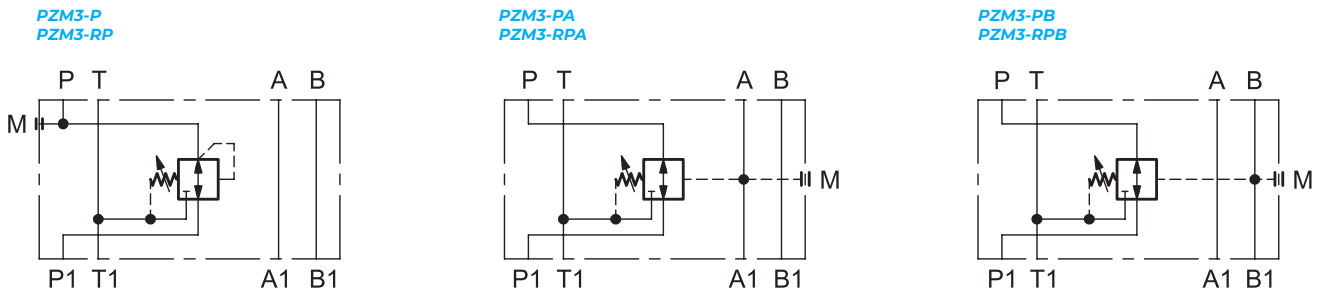 PZM3-P
PZM3-RP
P T A B
M
P1 T1 A1 B1
PZM3-PA
PZM3-RPA
P T A B
M
P1 T1 A1 B1
PZM3-PB
PZM3-RPB
P T A B
M
P1 T1 A1 B1